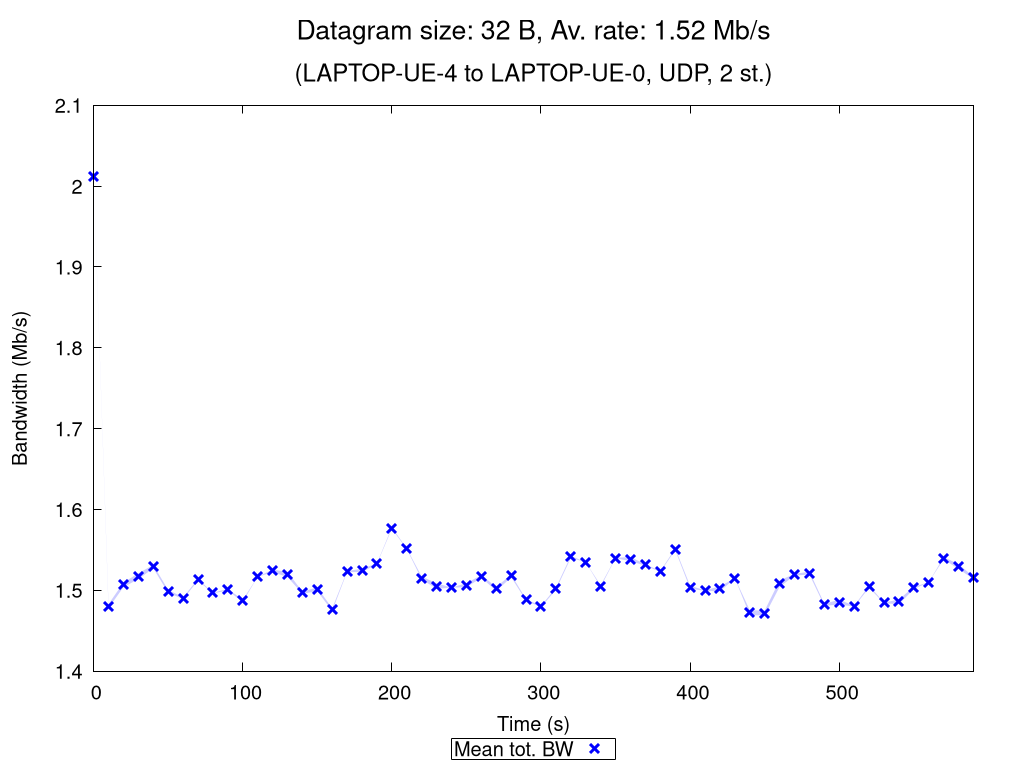 Datagram size: 32 B, Av. rate: 1.52 Mb/s
(LAPTOP-UE-4 to LAPTOP-UE-0, UDP, 2 st.)
2.1
2
1.9
1.8
1.7
1.6
1.5
1.4
Bandwidth (Mb/s)
0 100 200 300 400 500
Time (s)
Mean tot. BW